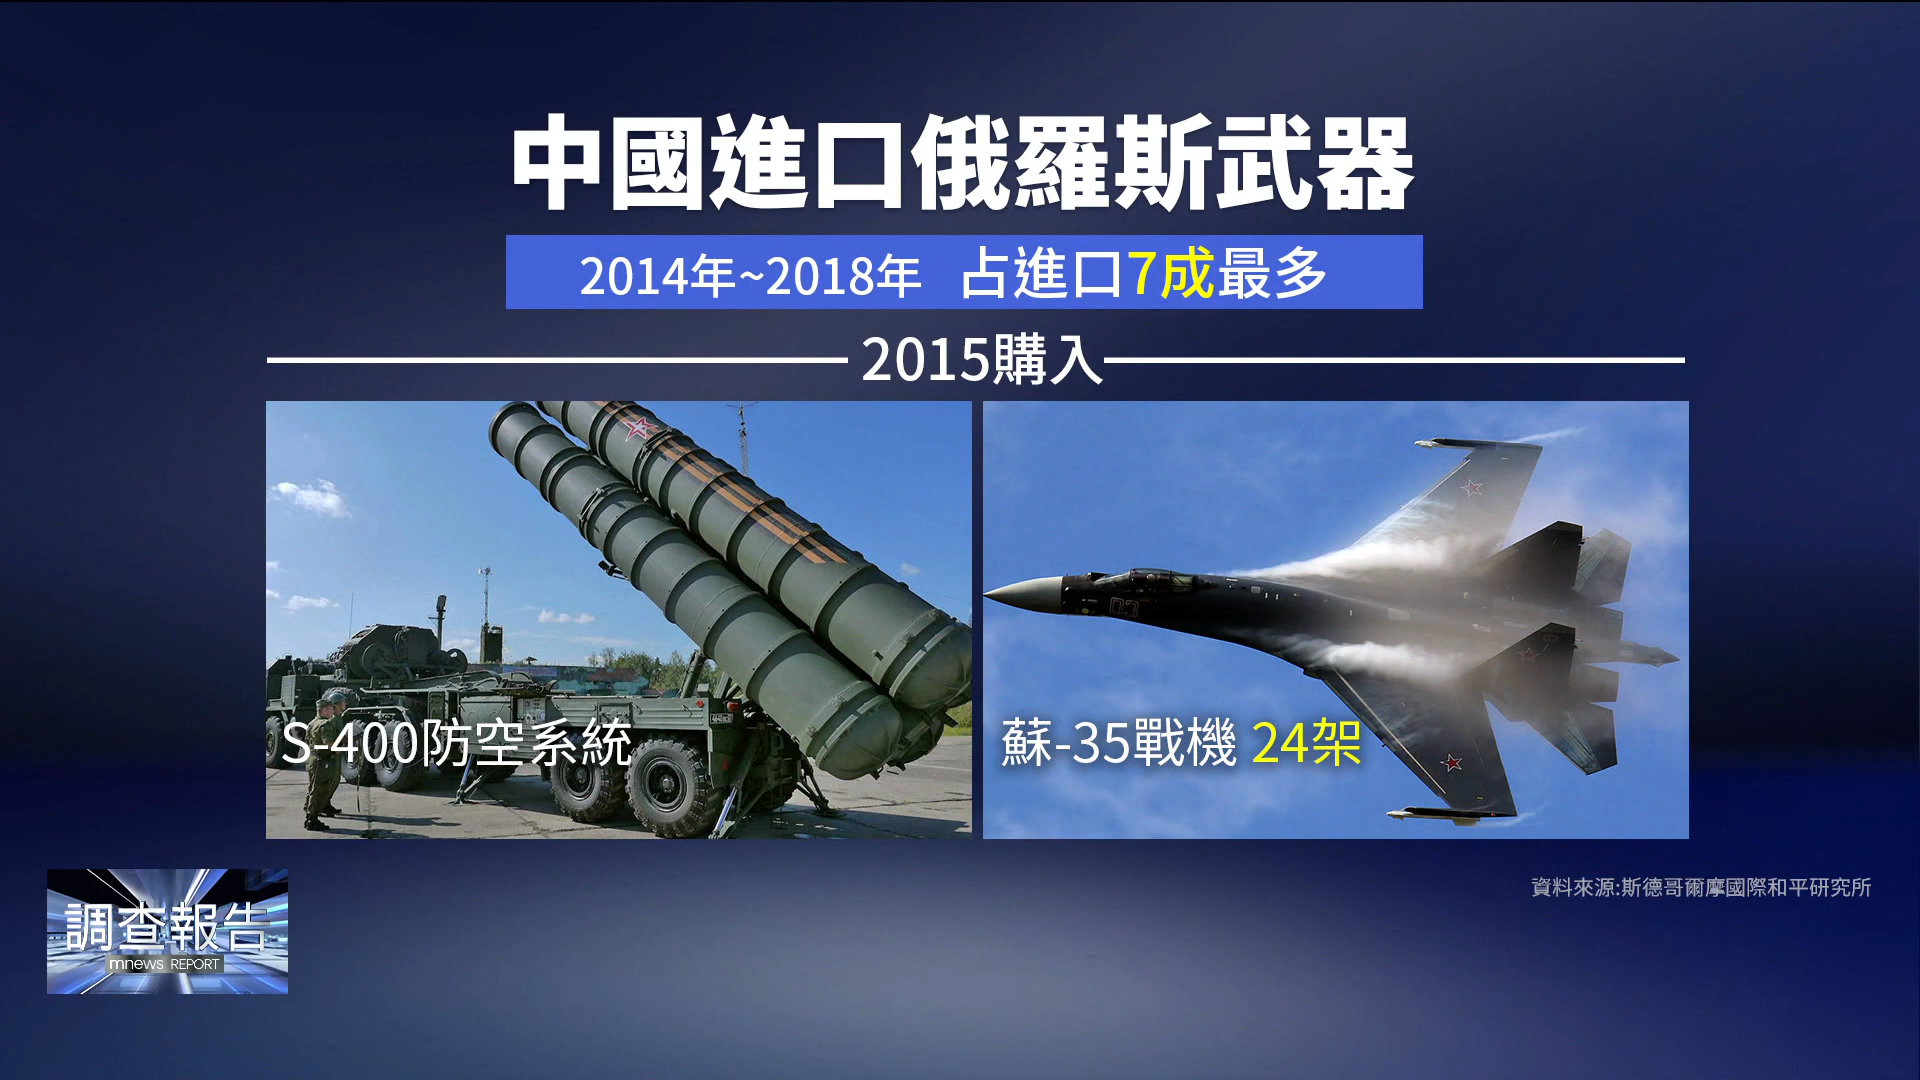 中國進口俄羅斯武器
2014年~2018年 占進口7成最多
2015購入
S-400防空系統
蘇-35戰機 24架
03
資料來源:斯德哥爾摩國際和平研究所
調查報告
mnews REPORT